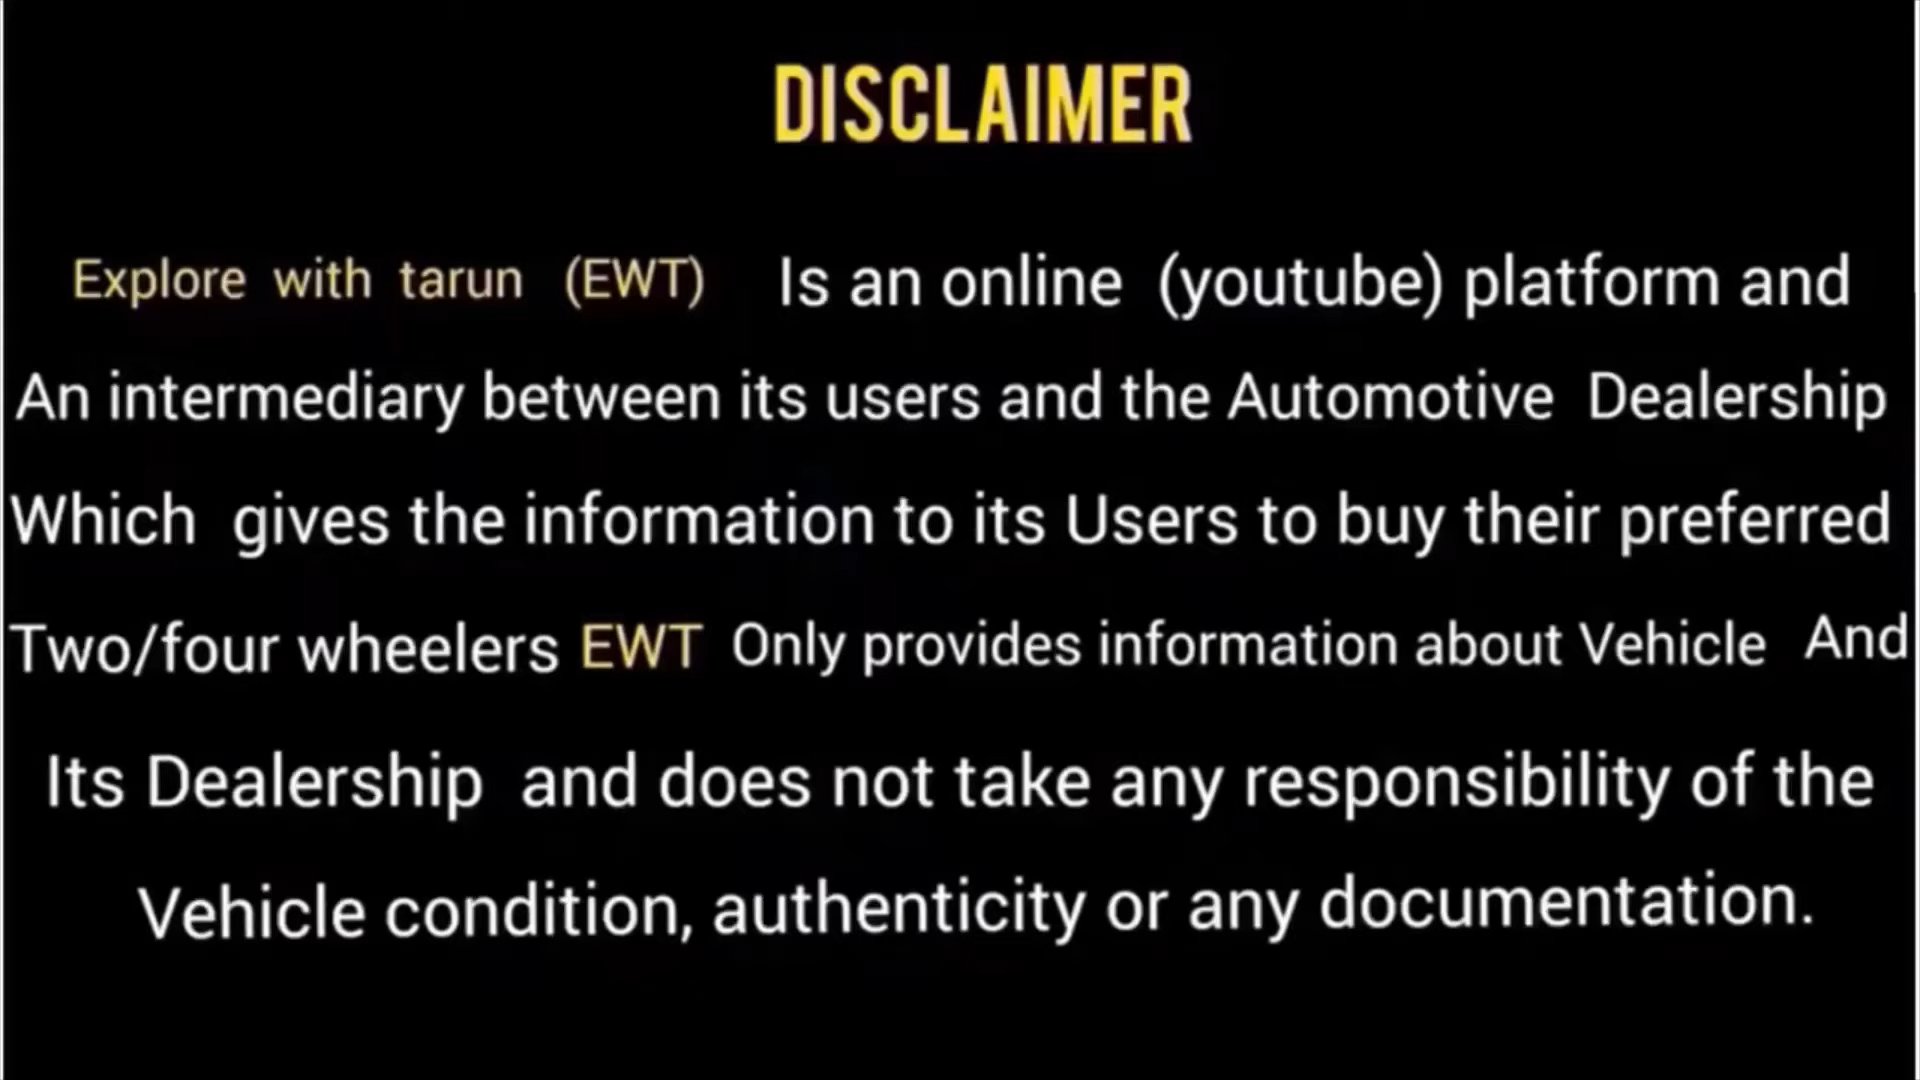 DISCLAIMER
Explore with tarun (EWT) Is an online (youtube) platform and
An intermediary between its users and the Automotive Dealership
Which gives the information to its Users to buy their preferred
Two/four wheelers EWT Only provides information about Vehicle And
Its Dealership and does not take any responsibility of the
Vehicle condition, authenticity or any documentation.